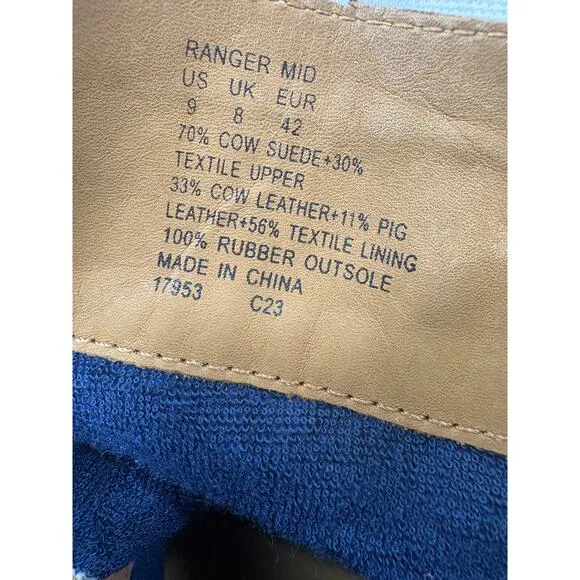 RANGER MID
US UK EUR
9 8 42
70% COW SUEDE+30%
TEXTILE UPPER
33% COW LEATHER+11% PIG
LEATHER+56% TEXTILE LINING
100% RUBBER OUTSOLE
MADE IN CHINA
17953 C23